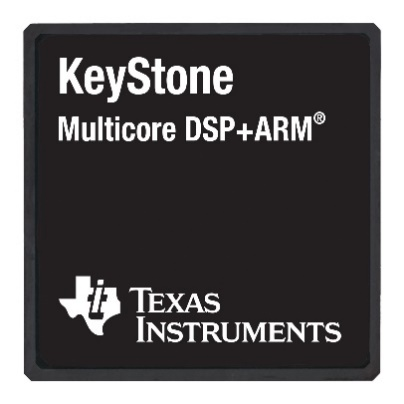 KeyStone
Multicore DSP+ARM®
TEXAS
INSTRUMENTS